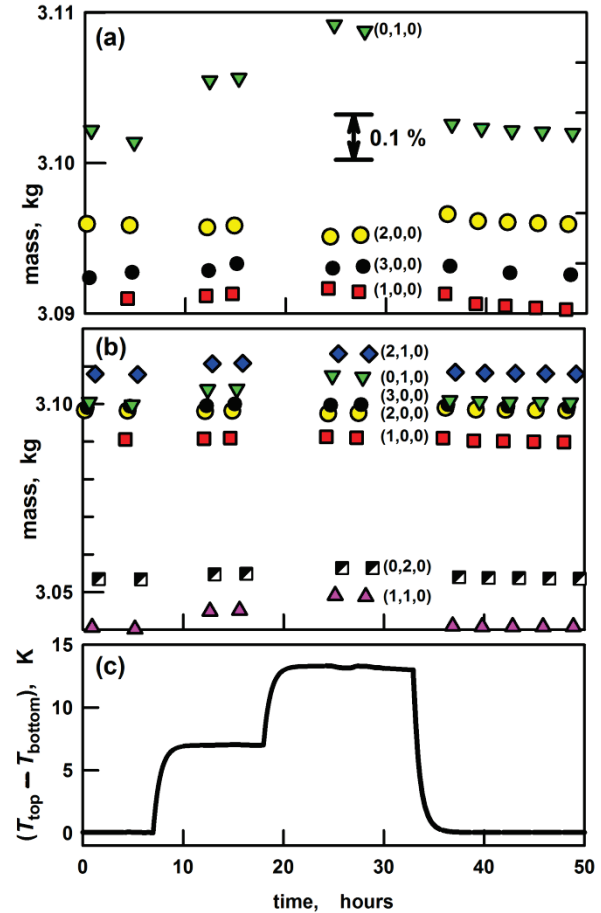 3.11
(a)
(0,1,0)
0.1 %
3.10
mass, kg
(2,0,0)
(3,0,0)
(1,0,0)
3.09
(b)
(2,1,0)
(0,1,0)
(3,0,0)
3.10
(2,0,0)
(1,0,0)
mass, kg
(0,2,0)
3.05
(1,1,0)
15
(c)
10
5
0
(Ttop − Tbottom), K
0 10 20 30 40 50
time, hours